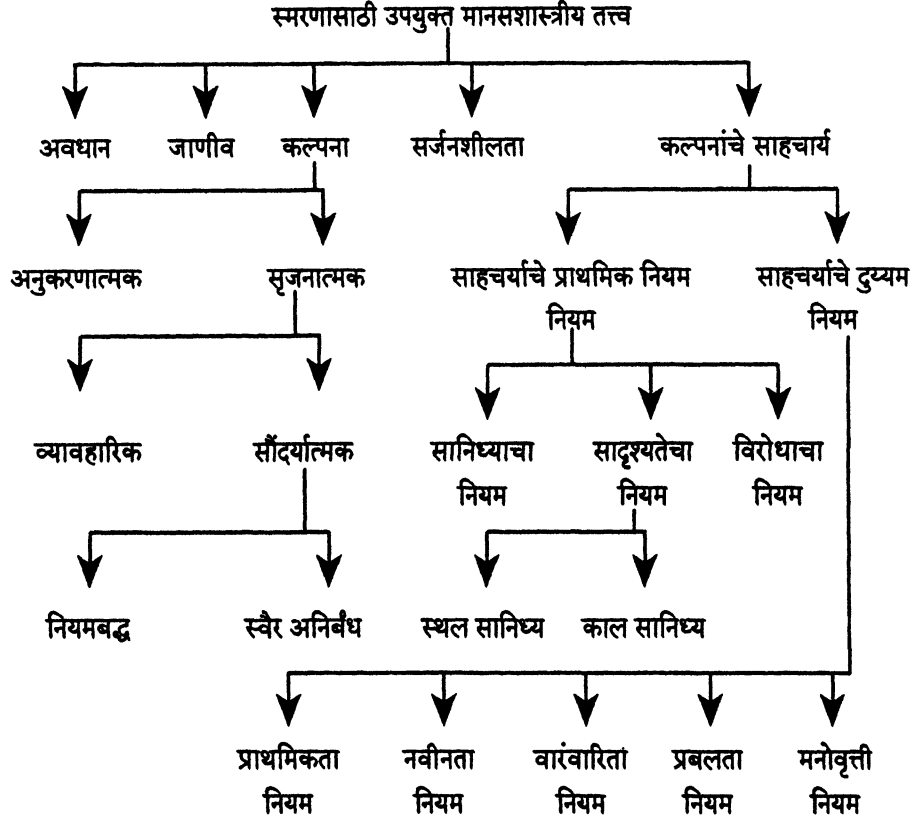 स्मरणासाठी उपयुक्त मानसशास्त्रीय तत्त्व
अवधान जाणीव कल्पना सर्जनशीलता कल्पनांचे साहचार्य
अनुकरणात्मक सृजनात्मक साहचर्याचे प्राथमिक नियम साहचर्याचे दुय्यम
नियम नियम
व्यावहारिक सौंदर्यात्मक सानिध्याचा सादृश्यतेचा विरोधाचा
नियम नियम नियम
नियमबद्ध स्वैर अनिर्बंध स्थल सानिध्य काल सानिध्य
प्राथमिकता नवीनता वारंवारिता प्रबलता मनोवृत्ती
नियम नियम नियम नियम नियम